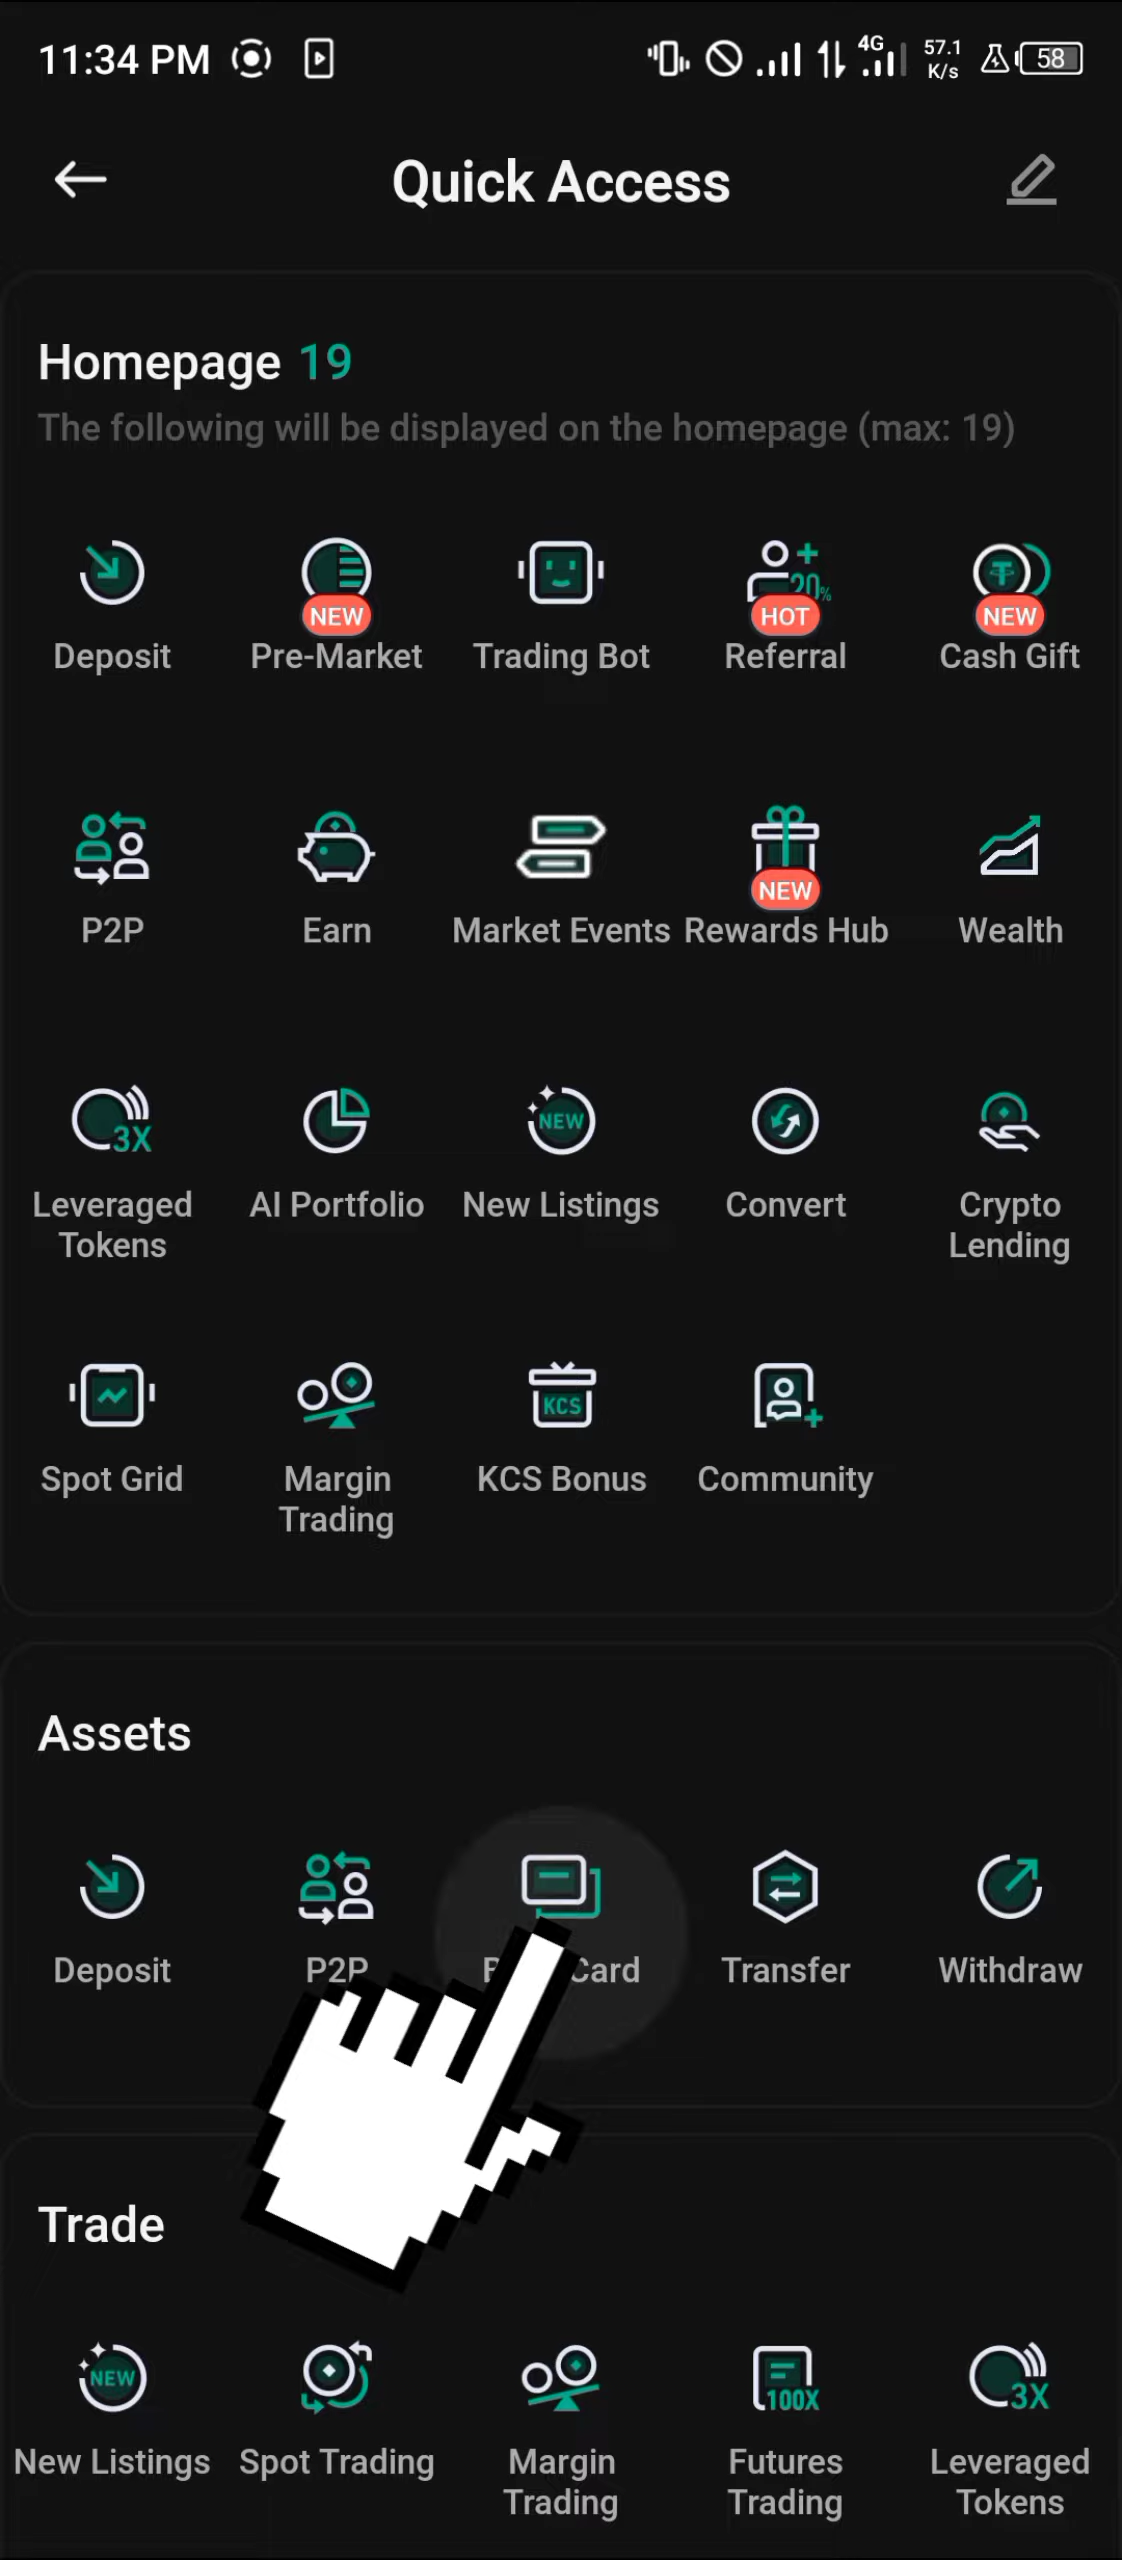 11:34 PM
4G
57.1
K/s
58
Quick Access
Homepage 19
The following will be displayed on the homepage (max: 19)
20%
NEW
HOT
NEW
Deposit
Pre-Market
Trading Bot
Referral
Cash Gift
NEW
P2P
Earn
Market Events
Rewards Hub
Wealth
3X
NEW
Leveraged
Tokens
AI Portfolio
New Listings
Convert
Crypto
Lending
KCS
Spot Grid
Margin
Trading
KCS Bonus
Community
Assets
Deposit
P2P
Card
Transfer
Withdraw
Trade
NEW
100X
3X
New Listings
Spot Trading
Margin
Trading
Futures
Trading
Leveraged
Tokens